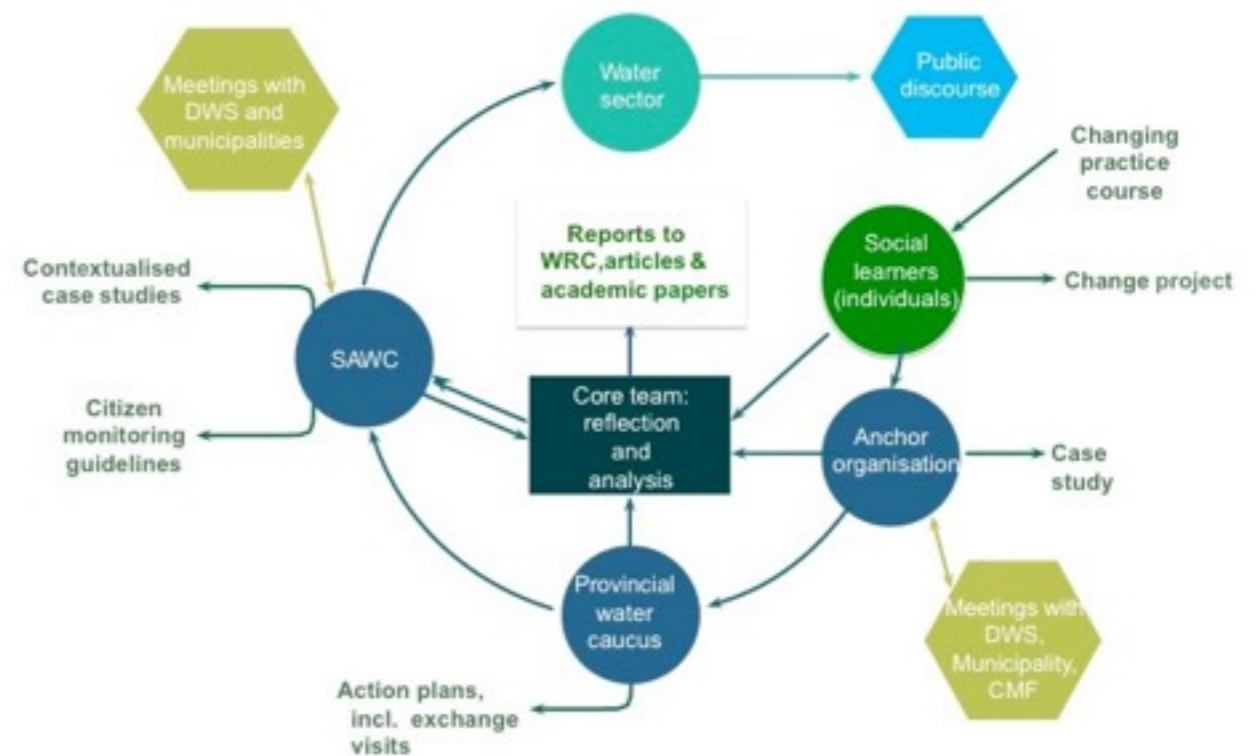 Meetings with
DWS and
municipalities
Water
sector
Public
discourse
Changing
practice
course
Reports to
WRC,articles &
academic papers
Social
learners
(individuals)
Change project
Contextualised
case studies
SAWC
Citizen
monitoring
guidelines
Core team:
reflection
and
analysis
Anchor
organisation
Case
study
Provincial
water
caucus
Meetings with
DWS,
Municipality,
CMF
Action plans,
incl. exchange
visits